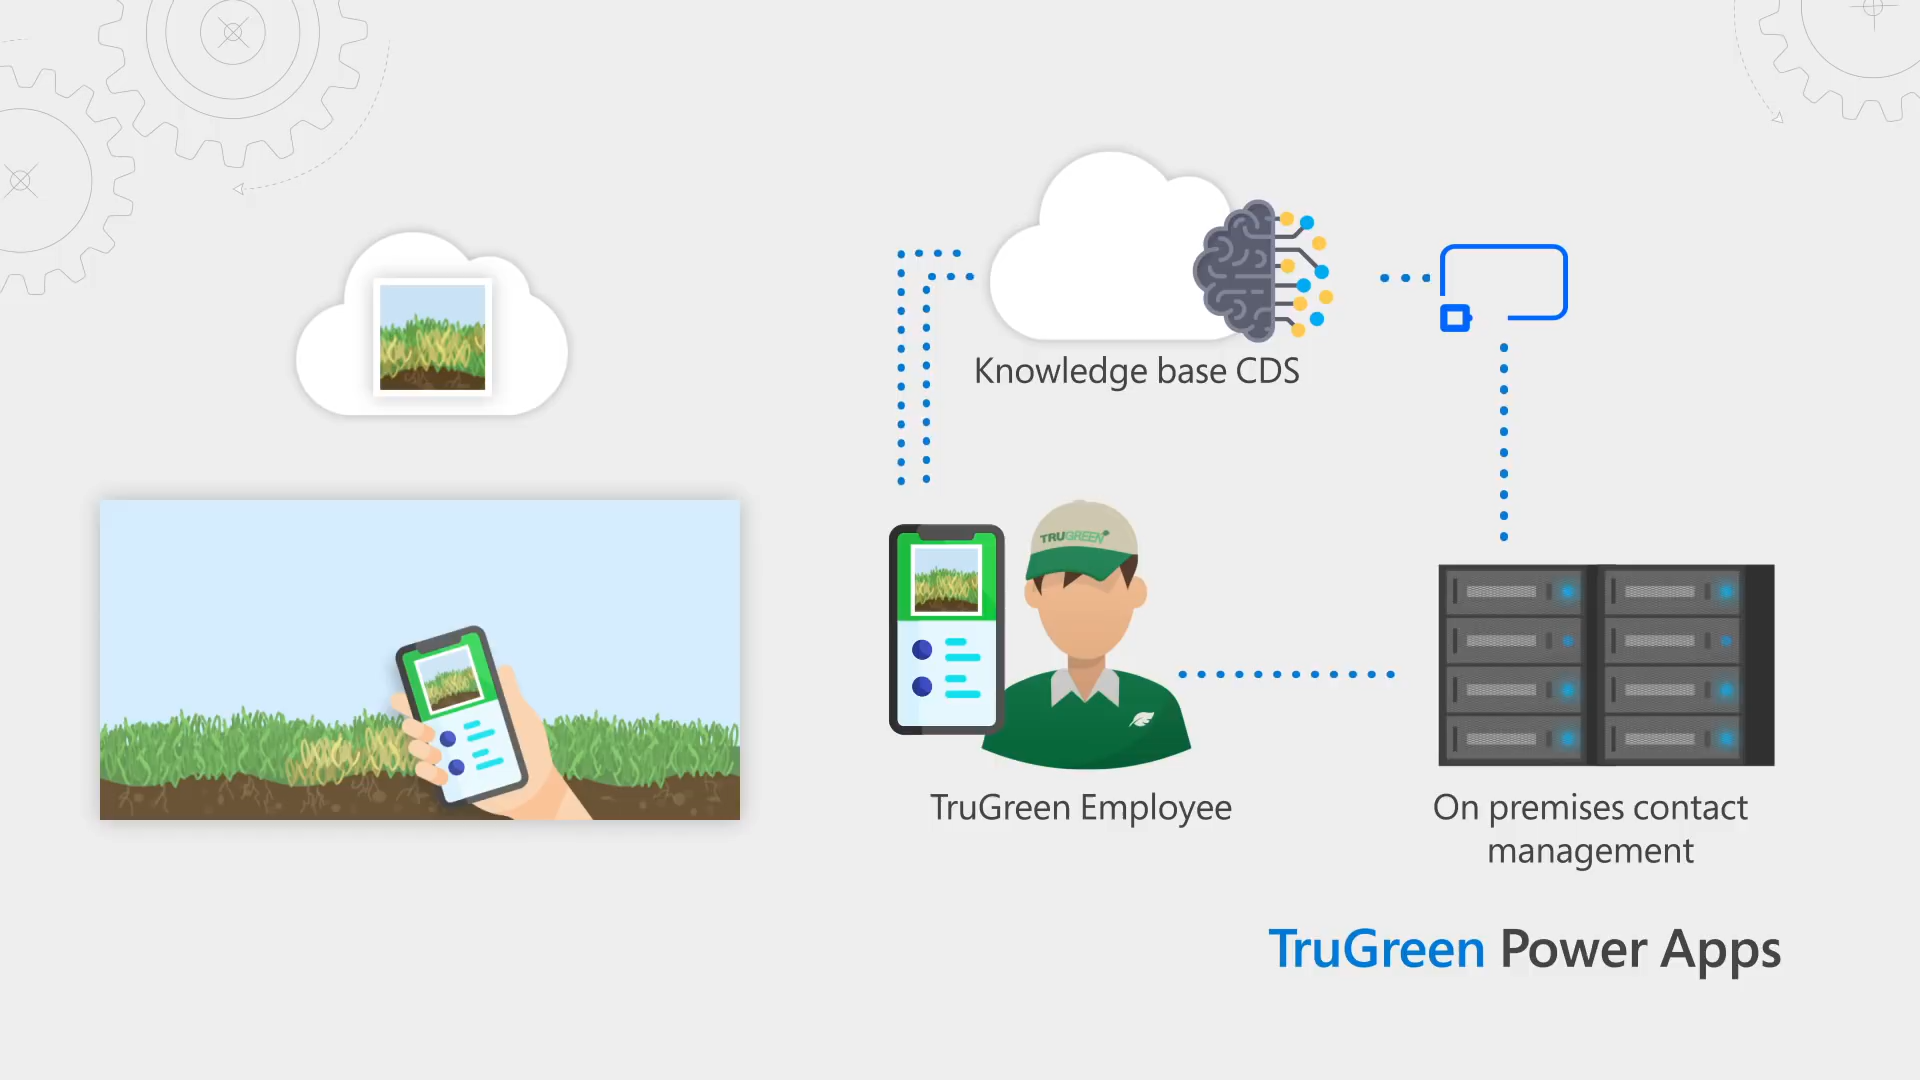 Knowledge base CDS
TRUGREEN
TruGreen Employee
On premises contact
management
TruGreen Power Apps